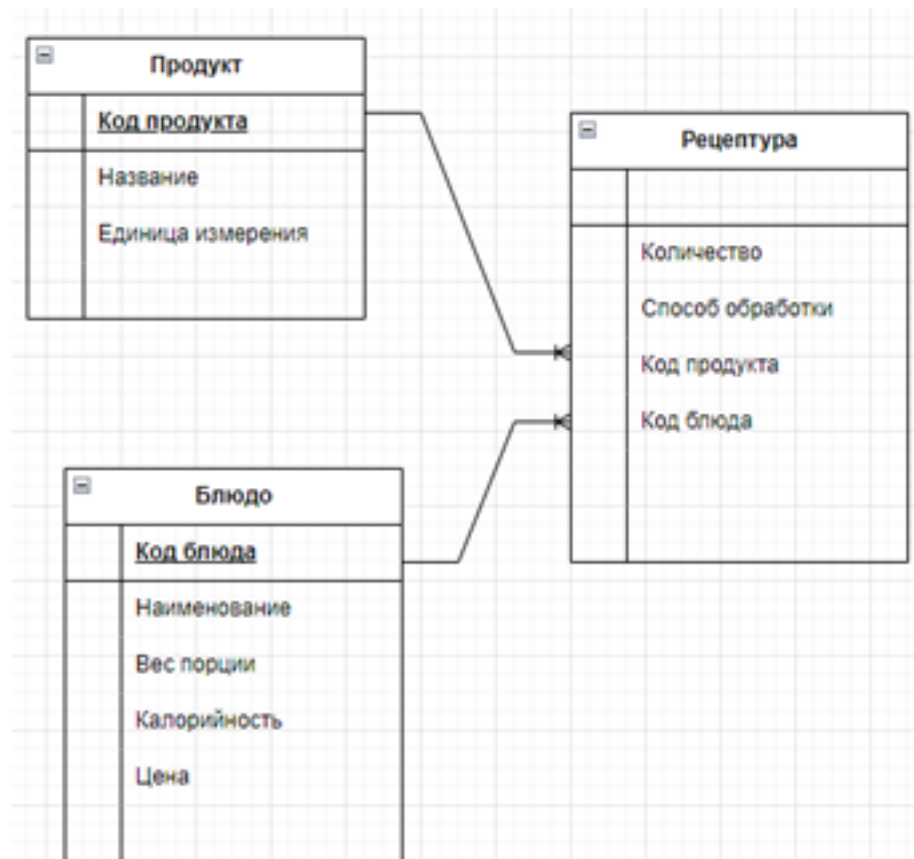 Продукт
Код продукта
Название
Единица измерения
Рецептура
Количество
Способ обработки
Код продукта
Код блюда
Блюдо
Код блюда
Наименование
Вес порции
Калорийность
Цена